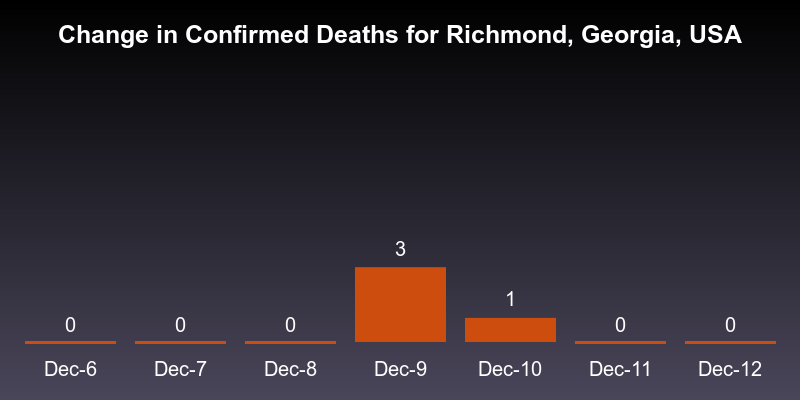 Change in Confirmed Deaths for Richmond, Georgia, USA
3
1
0 0 0 0 0
Dec-6 Dec-7 Dec-8 Dec-9 Dec-10 Dec-11 Dec-12